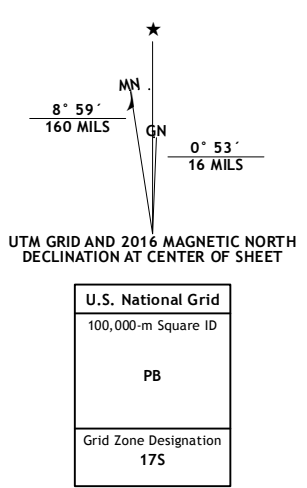 ★
MN
8° 59´
160 MILS
GN
0° 53´
16 MILS
UTM GRID AND 2016 MAGNETIC NORTH
DECLINATION AT CENTER OF SHEET
U.S. National Grid
100,000-m Square ID
PB
Grid Zone Designation
17S